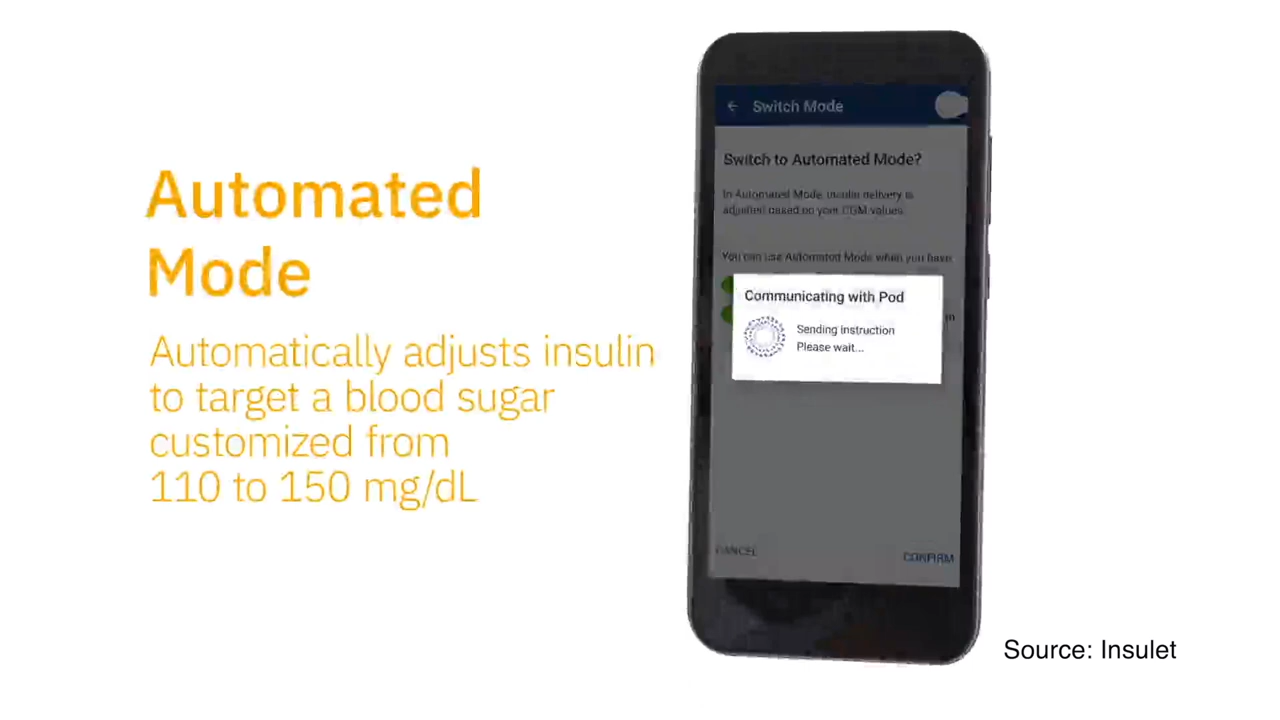 Automated
Mode
Automatically adjusts insulin
to target a blood sugar
customized from
110 to 150 mg/dL
Switch Mode
Switch to Automated Mode?
In Automated Mode, insulin delivery is
adjusted based on your CGM values.
You can use Automated Mode when you have
Communicating with Pod
Sending instruction
Please wait...
CANCEL
CONFIRM
Source: Insulet